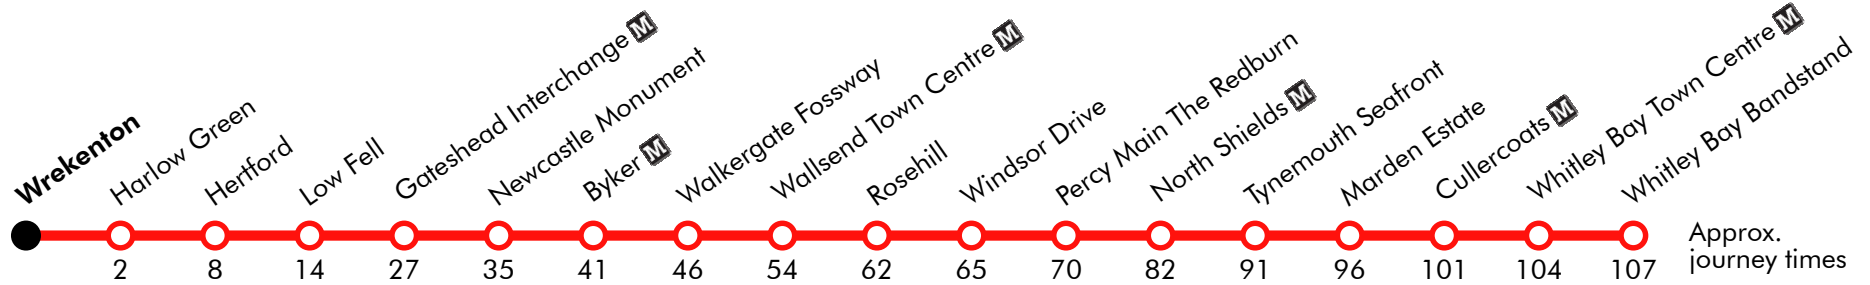 Wrekenton
Harlow Green
Hertford
Low Fell
Gateshead Interchange M
Newcastle Monument
Byker M
Walkergate Fossway
Wallsend Town Centre M
Rosehill
Windsor Drive
Percy Main The Redburn
North Shields M
Tynemouth Seafront
Marden Estate
Cullercoats M
Whitley Bay Town Centre M
Whitley Bay Bandstand
2 8 14 27 35 41 46 54 62 65 70 82 91 96 101 104 107
Approx.
journey times